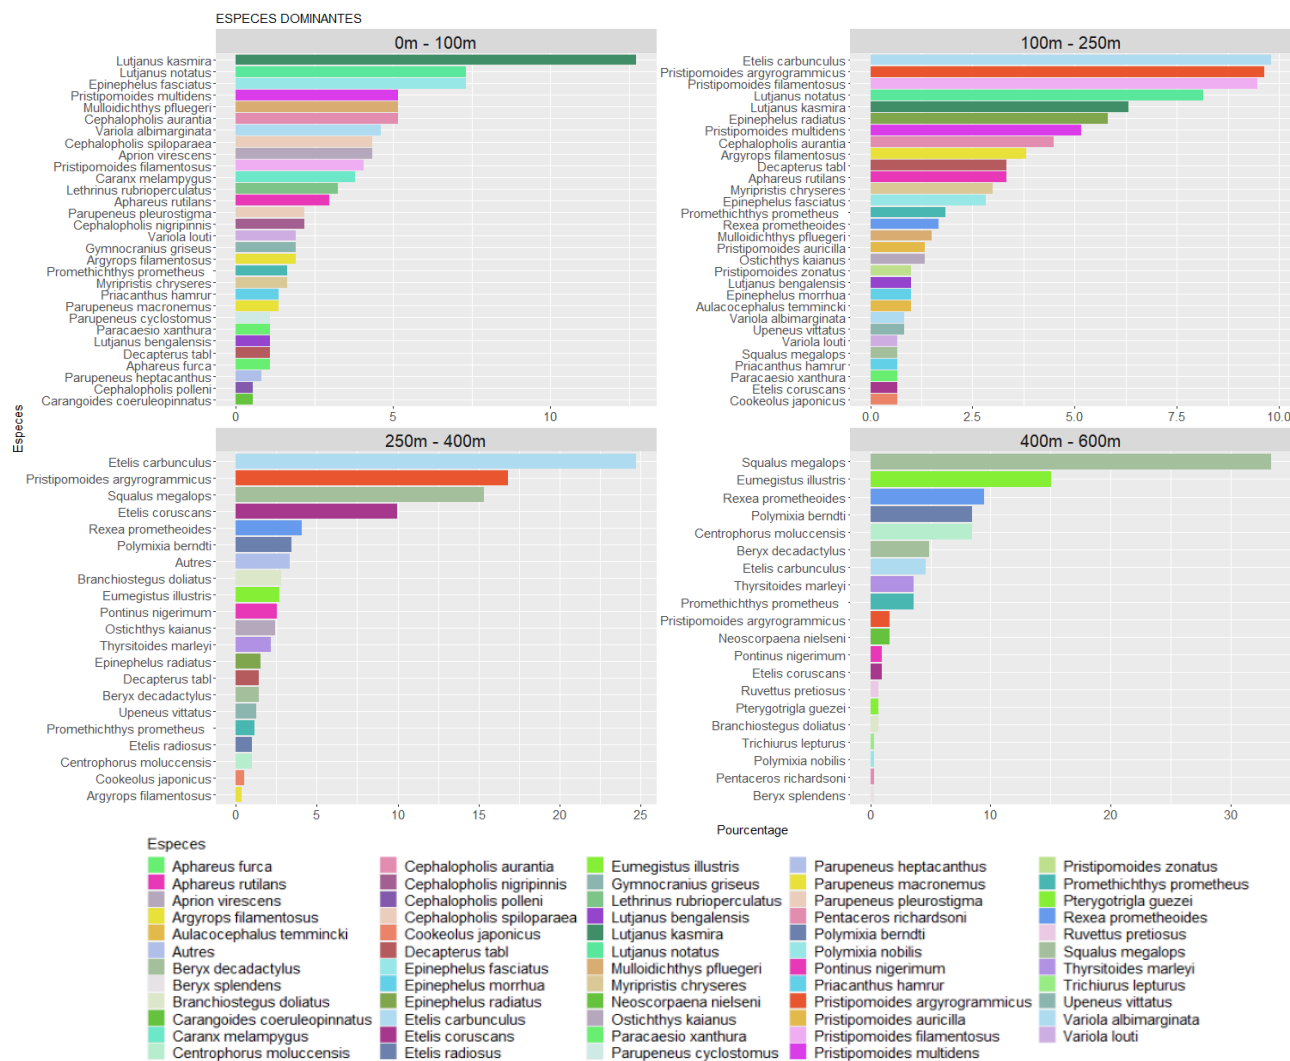 ESPECES DOMINANTES
0m - 100m
Lutjanus kasmira
Lutjanus notatus
Epinephelus fasciatus
Pristipomoides multidens
Mulloidichthys pfluegeri
Cephalopholis aurantia
Variola albimarginata
Cephalopholis spiloparaea
Aprion virescens
Pristipomoides filamentosus
Caranx melampygus
Lethrinus rubrioperculatus
Aphareus rutilans
Parupeneus pleurostigma
Cephalopholis nigripinnis
Variola louti
Gymnocranius griseus
Argyrops filamentosus
Promethichthys prometheus
Myripristis chryseres
Priacanthus hamrur
Parupeneus macronemus
Parupeneus cyclostomus
Paracaesio xanthura
Lutjanus bengalensis
Decapterus tabl
Aphareus furca
Parupeneus heptacanthus
Cephalopholis polleni
Carangoides coeruleopinnatus
0 5 10
100m - 250m
Etelis carbunculus
Pristipomoides argyrogrammicus
Pristipomoides filamentosus
Lutjanus notatus
Lutjanus kasmira
Epinephelus radiatus
Pristipomoides multidens
Cephalopholis aurantia
Argyrops filamentosus
Decapterus tabl
Aphareus rutilans
Myripristis chryseres
Epinephelus fasciatus
Promethichthys prometheus
Rexea prometheoides
Mulloidichthys pfluegeri
Pristipomoides auricilla
Ostichthys kaianus
Pristipomoides zonatus
Lutjanus bengalensis
Epinephelus morrhua
Aulacocephalus temmincki
Variola albimarginata
Upeneus vittatus
Variola louti
Squalus megalops
Priacanthus hamrur
Paracaesio xanthura
Etelis coruscans
Cookeolus japonicus
0.0 2.5 5.0 7.5 10.0
Especes
250m - 400m
Etelis carbunculus
Pristipomoides argyrogrammicus
Squalus megalops
Etelis coruscans
Rexea prometheoides
Polymixia berndti
Autres
Branchiostegus doliatus
Eumegistus illustris
Pontinus nigerimum
Ostichthys kaianus
Thyrsitoides marleyi
Epinephelus radiatus
Decapterus tabl
Beryx decadactylus
Upeneus vittatus
Promethichthys prometheus
Etelis radiosus
Centrophorus moluccensis
Cookeolus japonicus
Argyrops filamentosus
0 5 10 15 20 25
400m - 600m
Squalus megalops
Eumegistus illustris
Rexea prometheoides
Polymixia berndti
Centrophorus moluccensis
Beryx decadactylus
Etelis carbunculus
Thyrsitoides marleyi
Promethichthys prometheus
Pristipomoides argyrogrammicus
Neoscorpaena nielseni
Pontinus nigerimum
Etelis coruscans
Ruvettus pretiosus
Pterygotrigla guezei
Branchiostegus doliatus
Trichiurus lepturus
Polymixia nobilis
Pentaceros richardsoni
Beryx splendens
0 10 20 30
Pourcentage
Especes
Aphareus furca
Aphareus rutilans
Aprion virescens
Argyrops filamentosus
Aulacocephalus temmincki
Autres
Beryx decadactylus
Beryx splendens
Branchiostegus doliatus
Carangoides coeruleopinnatus
Caranx melampygus
Centrophorus moluccensis
Cephalopholis aurantia
Cephalopholis nigripinnis
Cephalopholis polleni
Cephalopholis spiloparaea
Cookeolus japonicus
Decapterus tabl
Epinephelus fasciatus
Epinephelus morrhua
Epinephelus radiatus
Etelis carbunculus
Etelis coruscans
Etelis radiosus
Eumegistus illustris
Gymnocranius griseus
Lethrinus rubrioperculatus
Lutjanus bengalensis
Lutjanus kasmira
Lutjanus notatus
Mulloidichthys pfluegeri
Myripristis chryseres
Neoscorpaena nielseni
Ostichthys kaianus
Paracaesio xanthura
Parupeneus cyclostomus
Parupeneus heptacanthus
Parupeneus macronemus
Parupeneus pleurostigma
Pentaceros richardsoni
Polymixia berndti
Polymixia nobilis
Pontinus nigerimum
Priacanthus hamrur
Pristipomoides argyrogrammicus
Pristipomoides auricilla
Pristipomoides filamentosus
Pristipomoides multidens
Pristipomoides zonatus
Promethichthys prometheus
Pterygotrigla guezei
Rexea prometheoides
Ruvettus pretiosus
Squalus megalops
Thyrsitoides marleyi
Trichiurus lepturus
Upeneus vittatus
Variola albimarginata
Variola louti